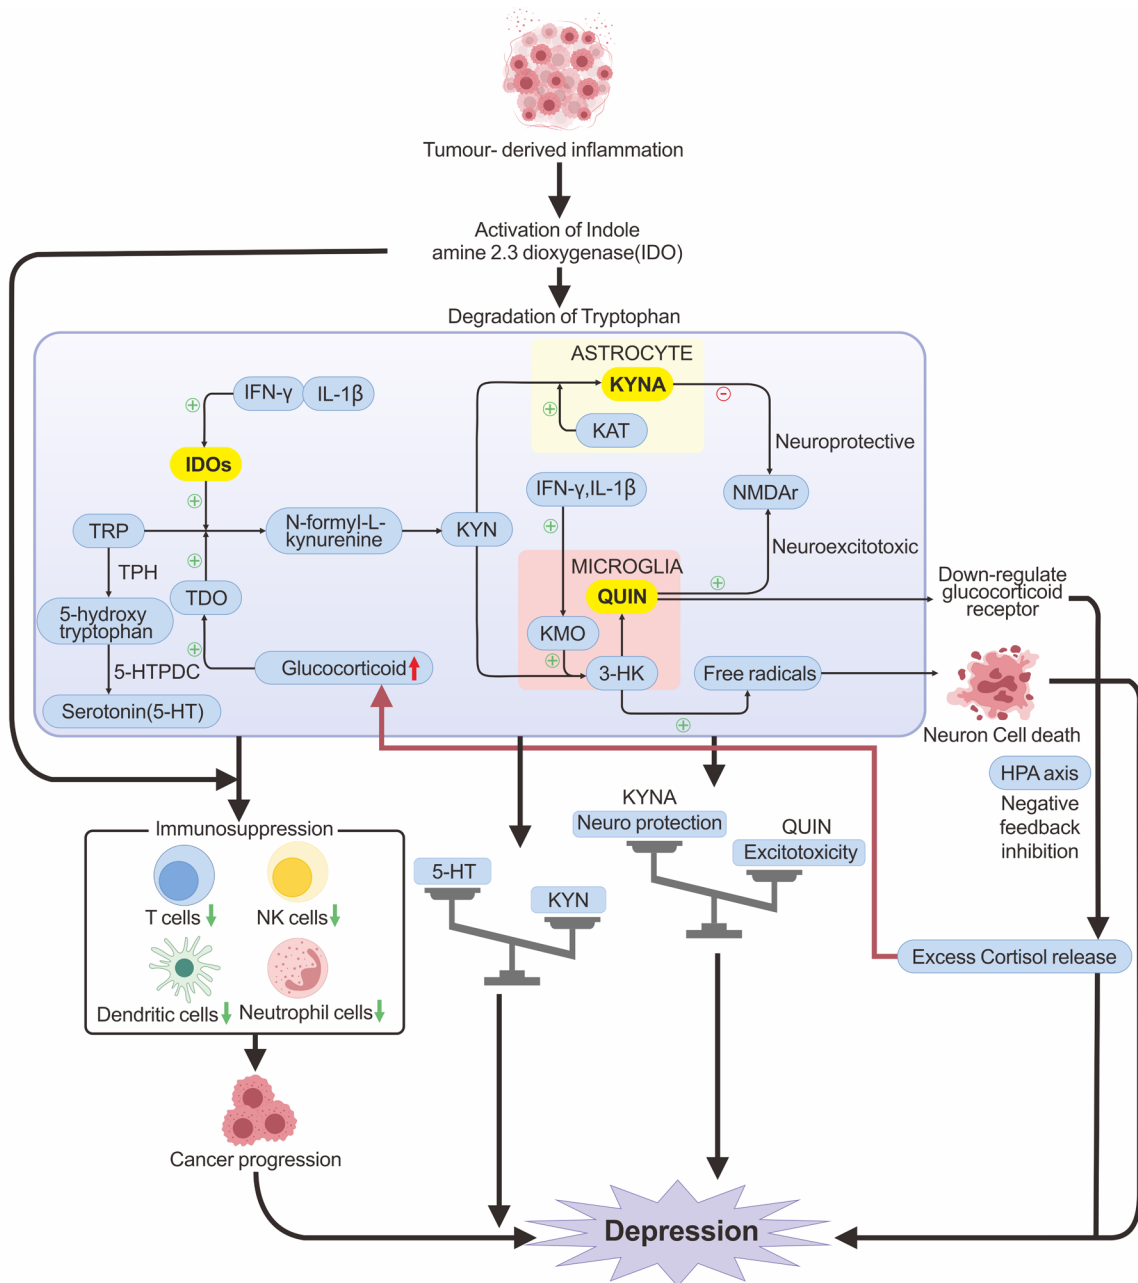 Tumour- derived inflammation
Activation of Indole
amine 2.3 dioxygenase(IDO)
Degradation of Tryptophan
ASTROCYTE
KYNA
KAT
IFN-γ
IL-1β
IDOs
TRP
N-formyl-L-
kynurenine
KYN
TPH
5-hydroxy
tryptophan
5-HTPDC
Serotonin(5-HT)
TDO
Glucocorticoid
IFN-γ,IL-1β
MICROGLIA
QUIN
KMO
3-HK
Neuroprotective
NMDAr
Neuroexcitotoxic
Free radicals
Down-regulate
glucocorticoid
receptor
Neuron Cell death
HPA axis
Negative
feedback
inhibition
Excess Cortisol release
Immunosuppression
T cells
NK cells
Dendritic cells
Neutrophil cells
Cancer progression
5-HT
KYN
KYNA
Neuro protection
QUIN
Excitotoxicity
Depression